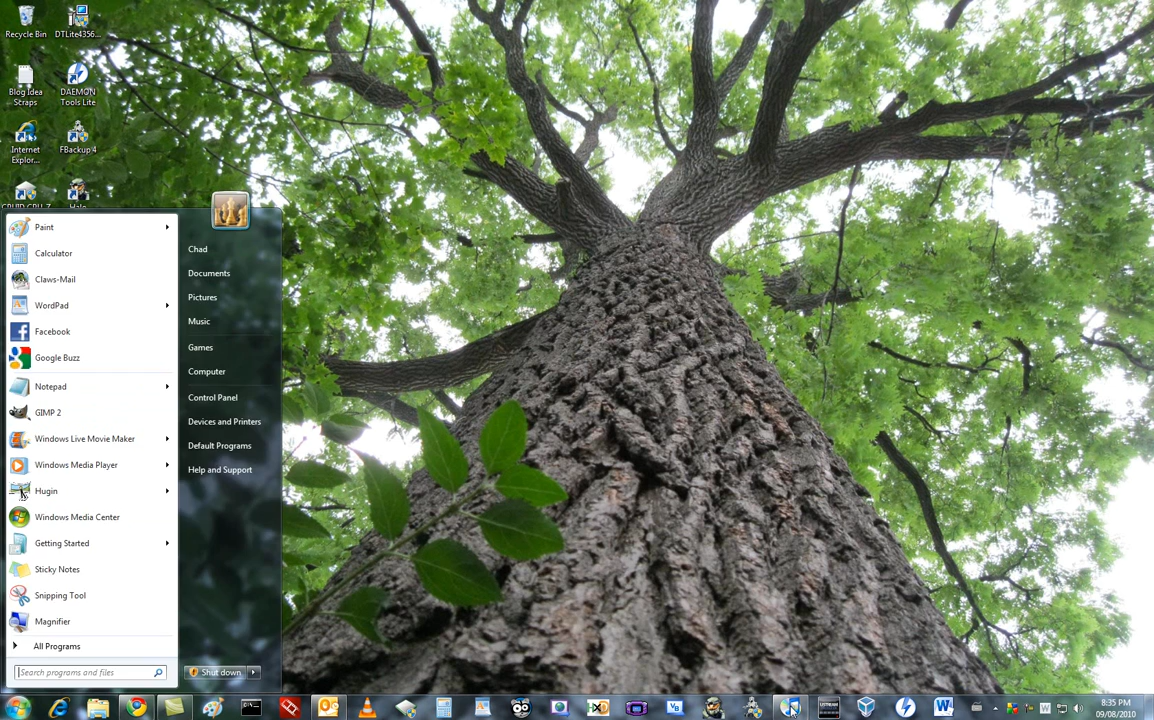 Recycle Bin
DTLite4356...
Blog Idea
Straps
DAEMON
Tools Lite
Internet
Explor...
FBackup 4
Paint
Calculator
Claws-Mail
WordPad
Facebook
Google Buzz
Notepad
GIMP 2
Windows Live Movie Maker
Windows Media Player
Hugin
Windows Media Center
Getting Started
Sticky Notes
Snipping Tool
Magnifier
All Programs
Search programs and files
Chad
Documents
Pictures
Music
Games
Computer
Control Panel
Devices and Printers
Default Programs
Help and Support
Shut down
8:35 PM
09/08/2010